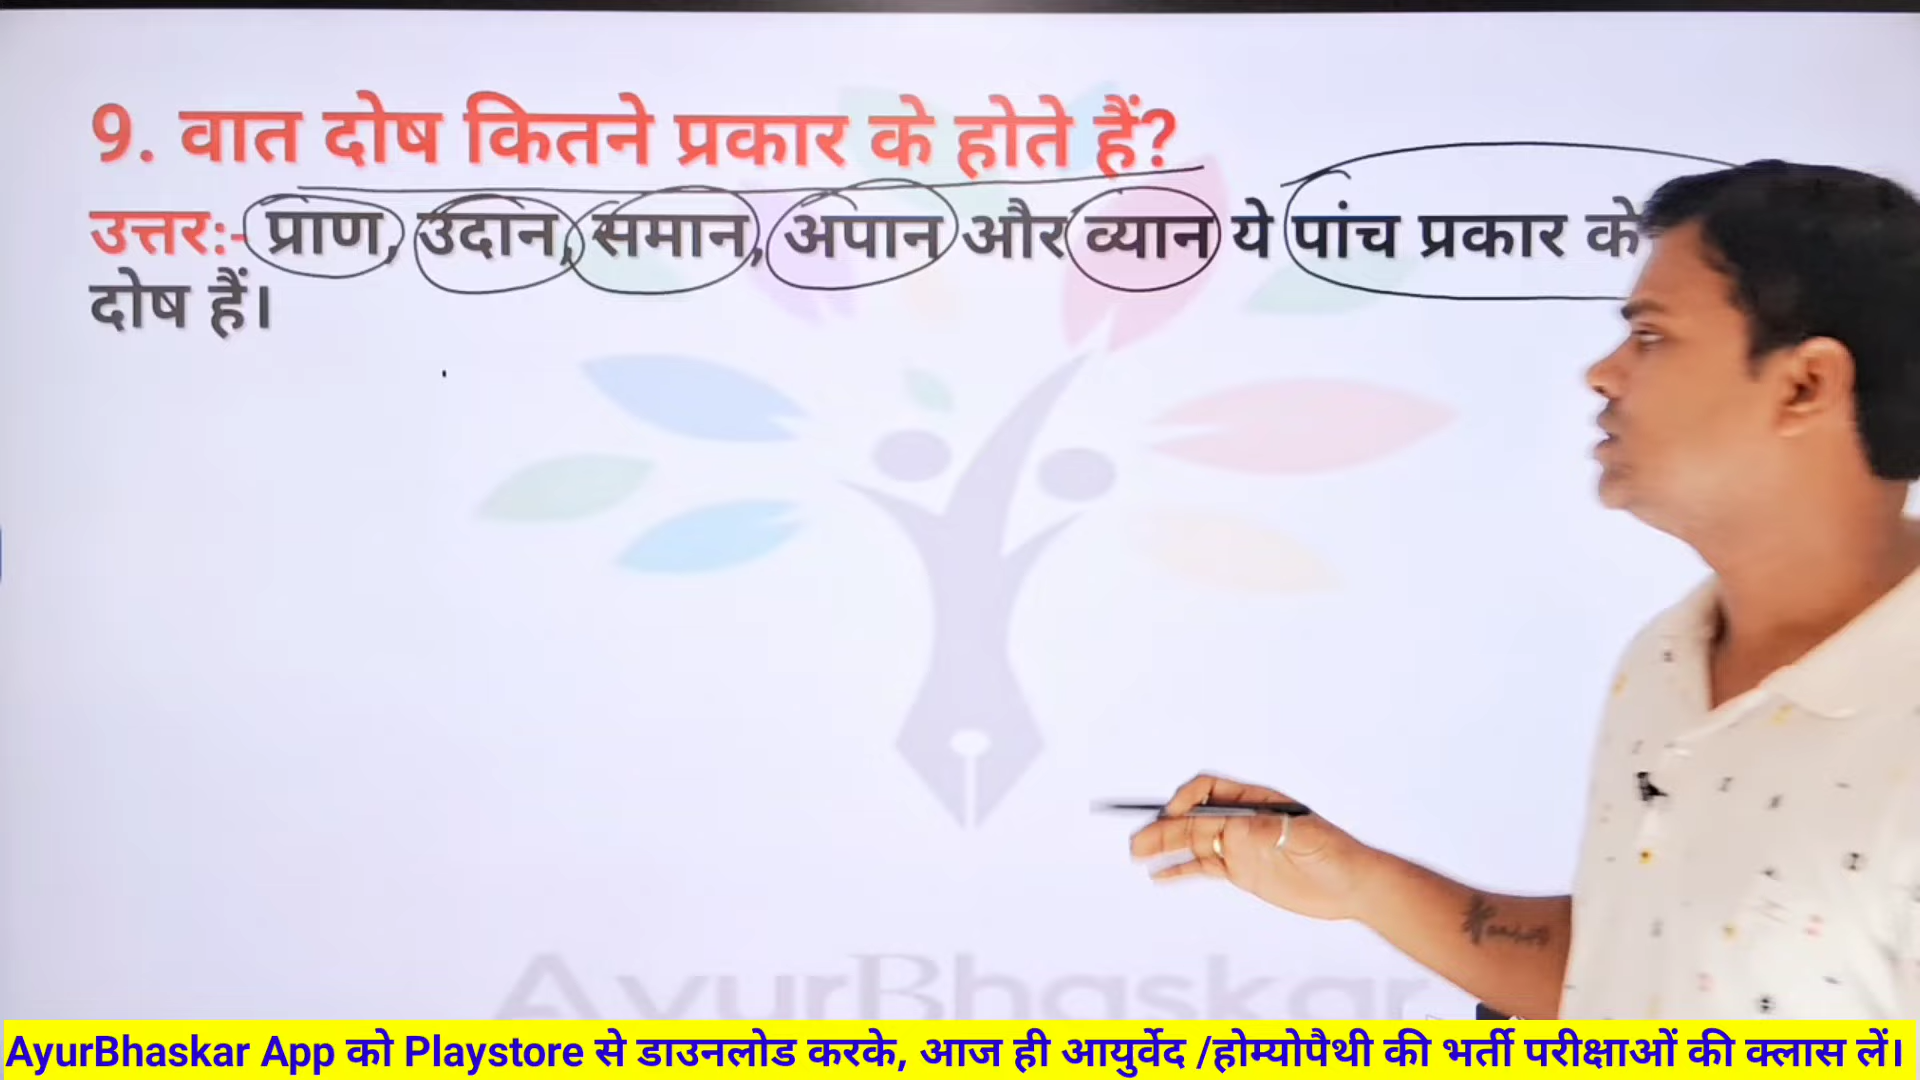 9. वात दोष कितने प्रकार के होते हैं?
उत्तर:- प्राण, उदान, समान, अपान और व्यान ये पांच प्रकार के
दोष हैं।
AyurBhaskar
AyurBhaskar App को Playstore से डाउनलोड करके, आज ही आयुर्वेद /होम्योपैथी की भर्ती परीक्षाओं की क्लास लें।